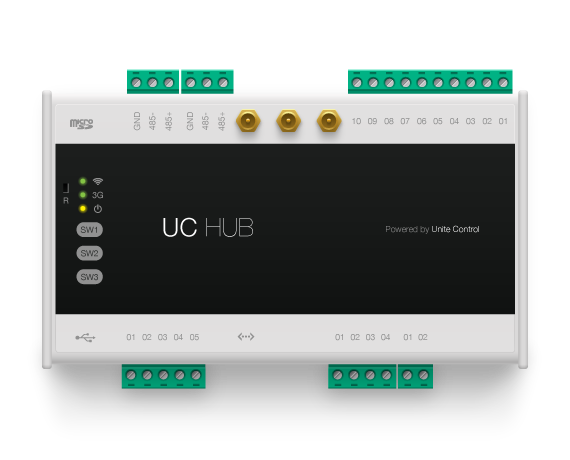 micro SD
GND 485- 485+ GND 485- 485+
10 09 08 07 06 05 04 03 02 01
3G
R
SW1
SW2
SW3
UC HUB
Powered by Unite Control
01 02 03 04 05
01 02 03 04 01 02